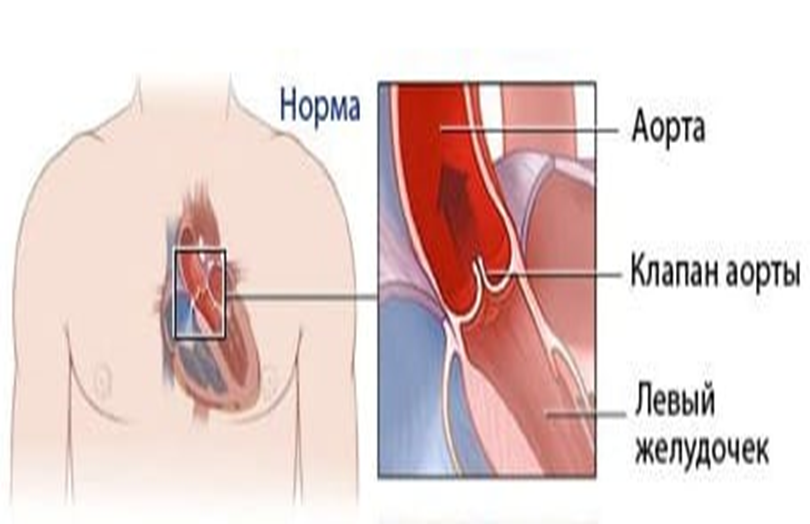 Норма
Аорта
Клапан аорты
Левый
желудочек